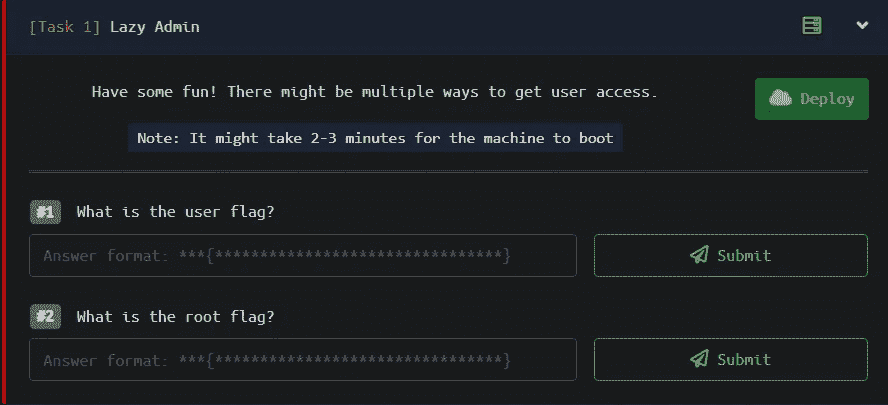 [Task 1] Lazy Admin
Have some fun! There might be multiple ways to get user access.
Deploy
Note: It might take 2-3 minutes for the machine to boot
#1 What is the user flag?
Answer format: ***{********************************} Submit
#2 What is the root flag?
Answer format: ***{********************************} Submit